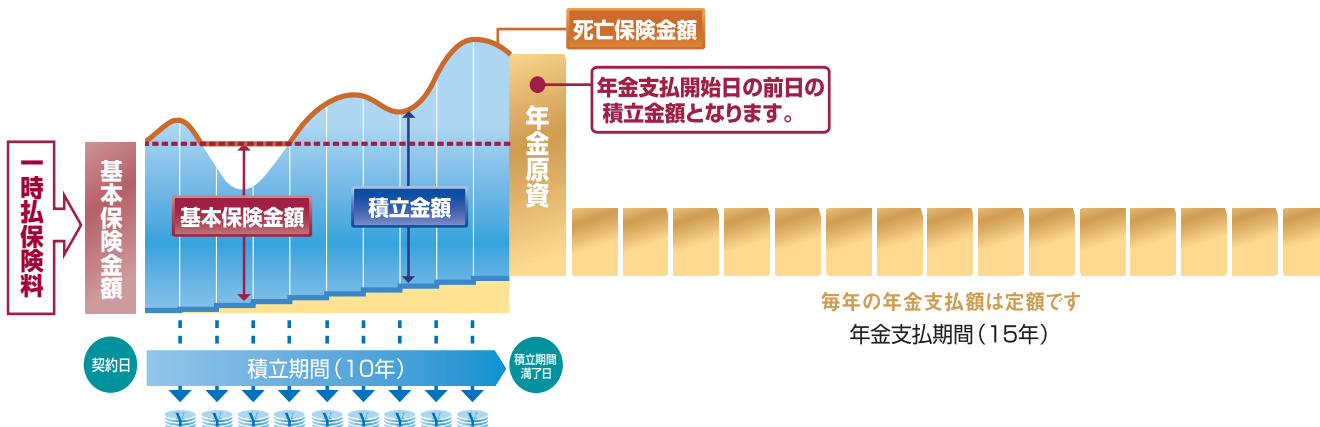 死亡保険金額
年金支払開始日の前日の
積立金額となります。
一時払保険料
基本保険金額
基本保険金額
積立金額
年金原資
毎年の年金支払額は定額です
年金支払期間（15年）
契約日
積立期間（10年）
積立期間
満了日
¥ ¥ ¥ ¥ ¥ ¥ ¥ ¥ ¥